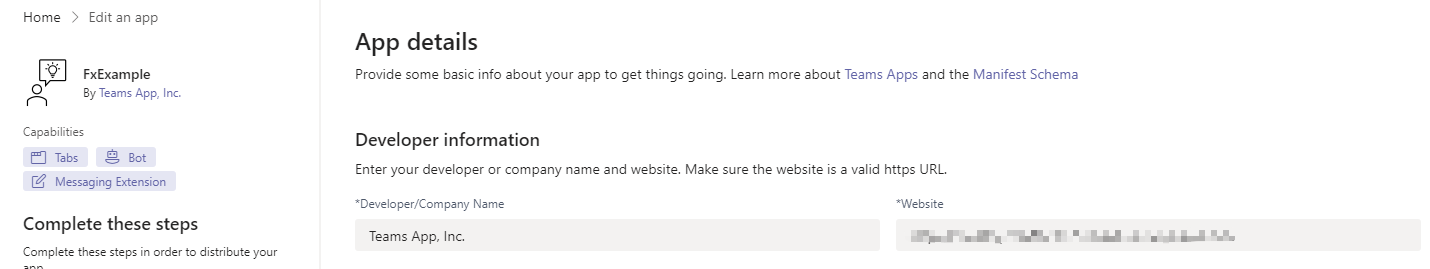 Home > Edit an app
FxExample
By Teams App, Inc.
Capabilities
Tabs
Bot
Messaging Extension
Complete these steps
Complete these steps in order to distribute your
app
App details
Provide some basic info about your app to get things going. Learn more about Teams Apps and the Manifest Schema
Developer information
Enter your developer or company name and website. Make sure the website is a valid https URL.
*Developer/Company Name
*Website
Teams App, Inc.